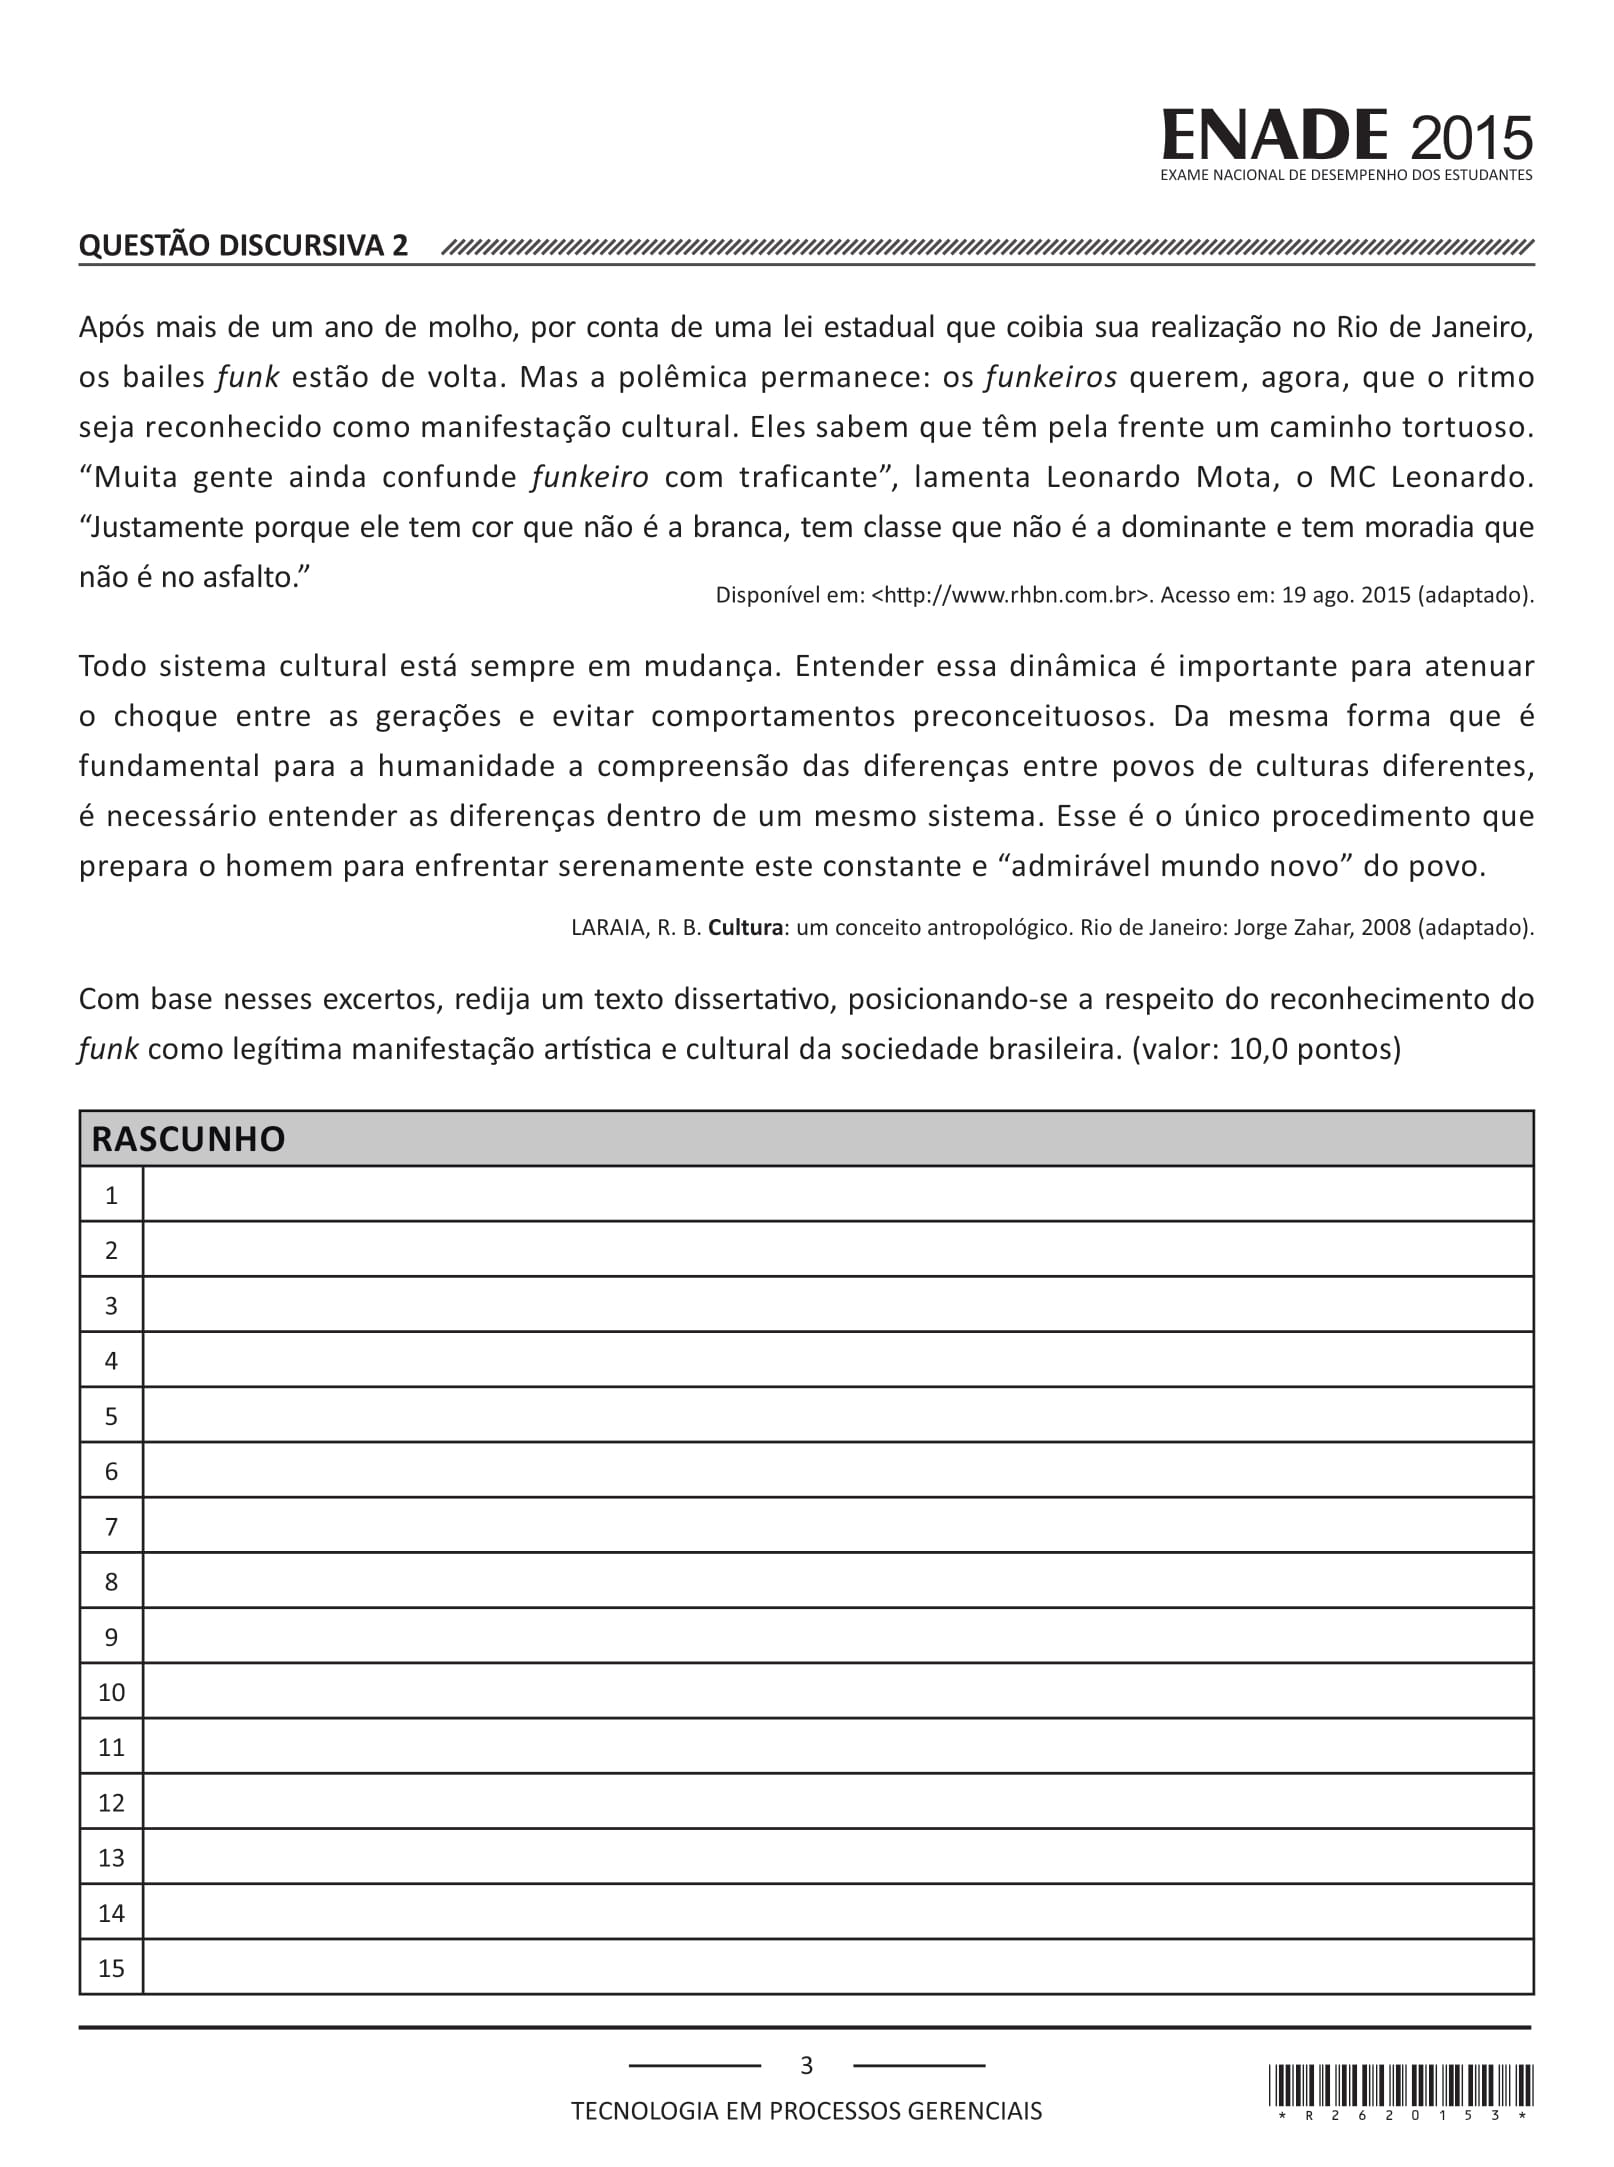 ENADE 2015
EXAME NACIONAL DE DESEMPENHO DOS ESTUDANTES
QUESTÃO DISCURSIVA 2
Após mais de um ano de molho, por conta de uma lei estadual que coibia sua realização no Rio de Janeiro,
os bailes funk estão de volta. Mas a polêmica permanece: os funkeiros querem, agora, que o ritmo
seja reconhecido como manifestação cultural. Eles sabem que têm pela frente um caminho tortuoso.
“Muita gente ainda confunde funkeiro com traficante”, lamenta Leonardo Mota, o MC Leonardo.
“Justamente porque ele tem cor que não é a branca, tem classe que não é a dominante e tem moradia que
não é no asfalto.”
Disponível em: <http://www.rhbn.com.br>. Acesso em: 19 ago. 2015 (adaptado).
Todo sistema cultural está sempre em mudança. Entender essa dinâmica é importante para atenuar
o choque entre as gerações e evitar comportamentos preconceituosos. Da mesma forma que é
fundamental para a humanidade a compreensão das diferenças entre povos de culturas diferentes,
é necessário entender as diferenças dentro de um mesmo sistema. Esse é o único procedimento que
prepara o homem para enfrentar serenamente este constante e “admirável mundo novo” do povo.
LARAIA, R. B. Cultura: um conceito antropológico. Rio de Janeiro: Jorge Zahar, 2008 (adaptado).
Com base nesses excertos, redija um texto dissertativo, posicionando-se a respeito do reconhecimento do
funk como legítima manifestação artística e cultural da sociedade brasileira. (valor: 10,0 pontos)
RASCUNHO
1
2
3
4
5
6
7
8
9
10
11
12
13
14
15
3
TECNOLOGIA EM PROCESSOS GERENCIAIS
*R2620153*